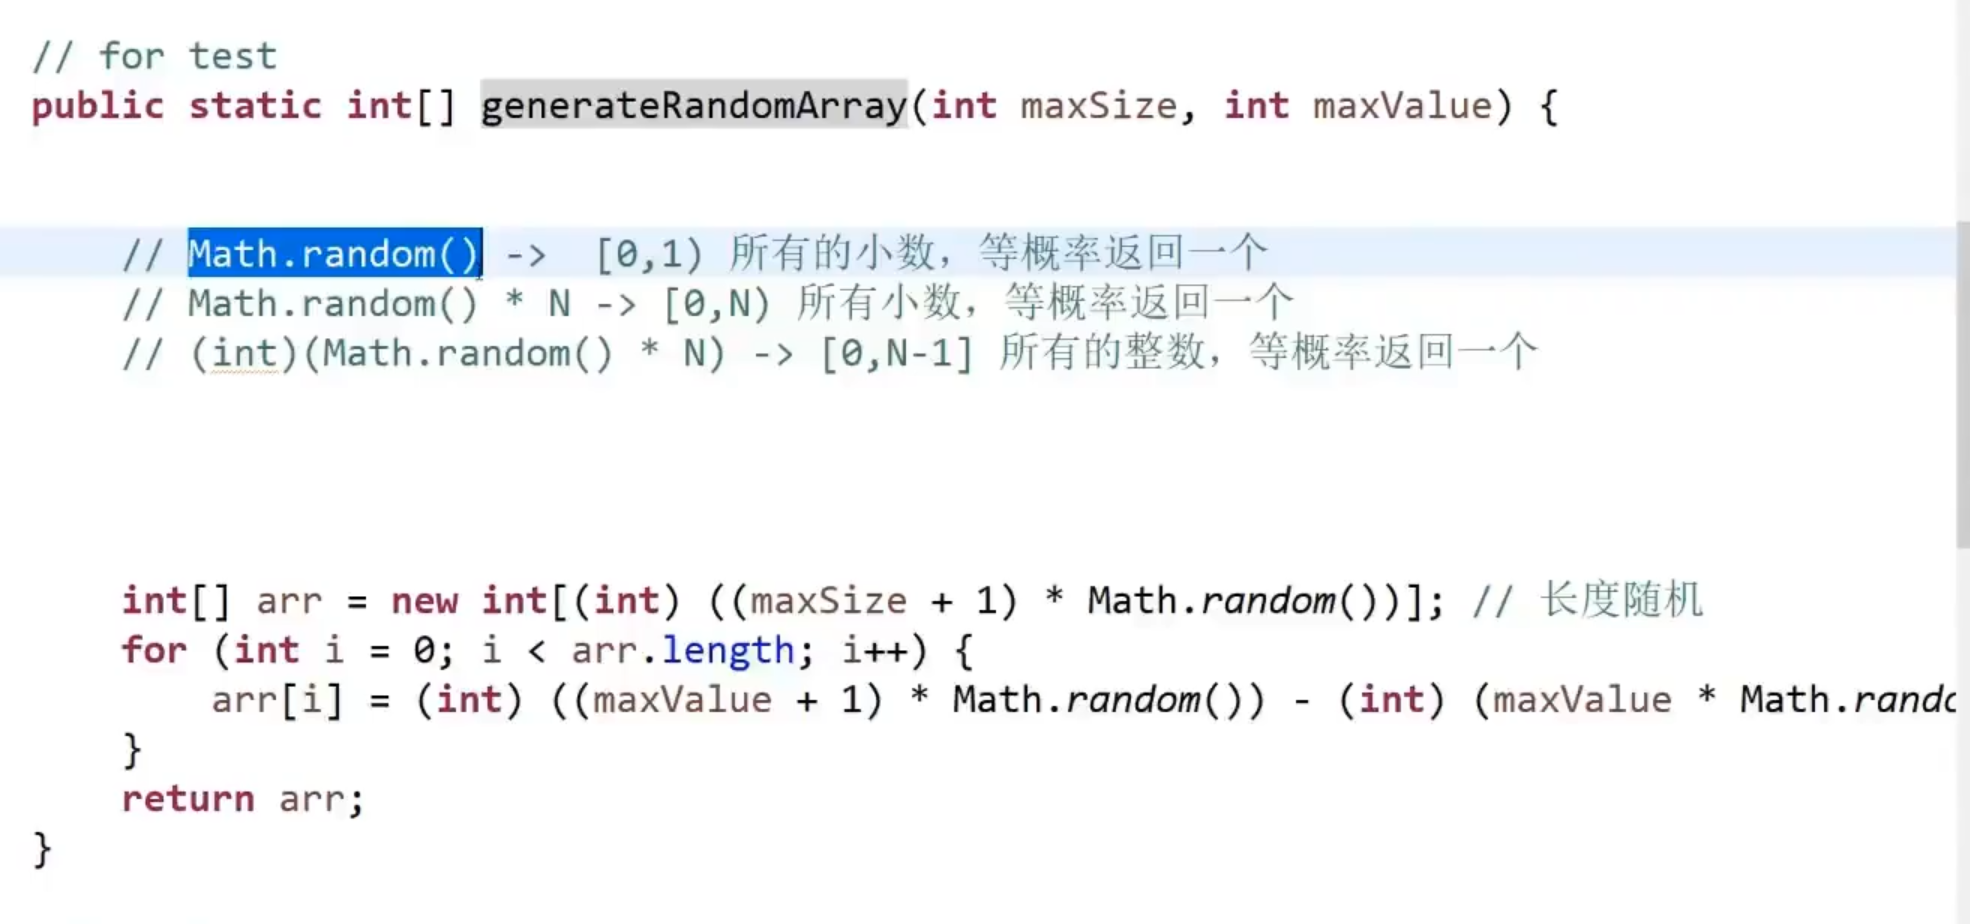 // for test
public static int[] generateRandomArray(int maxSize, int maxValue) {
// Math.random() ->  [0,1) 所有的小数，等概率返回一个
// Math.random() * N -> [0,N) 所有小数，等概率返回一个
// (int)(Math.random() * N) -> [0,N-1] 所有的整数，等概率返回一个
int[] arr = new int[(int) ((maxSize + 1) * Math.random())]; // 长度随机
for (int i = 0; i < arr.length; i++) {
arr[i] = (int) ((maxValue + 1) * Math.random()) - (int) (maxValue * Math.rando
}
return arr;
}